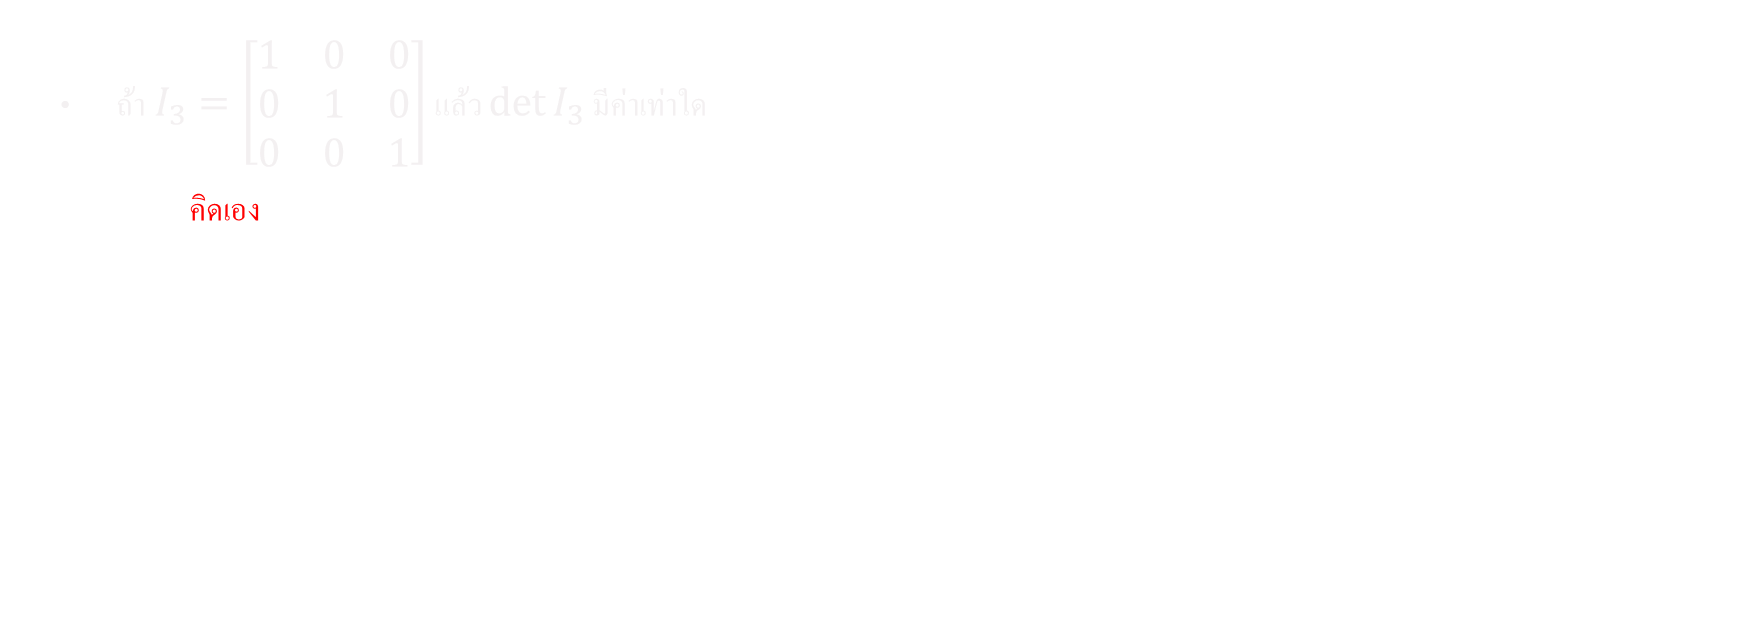 • ถ้า I₃ = [1 0 0; 0 1 0; 0 0 1] แล้ว det I₃ มีค่าเท่าใด
คิดเอง